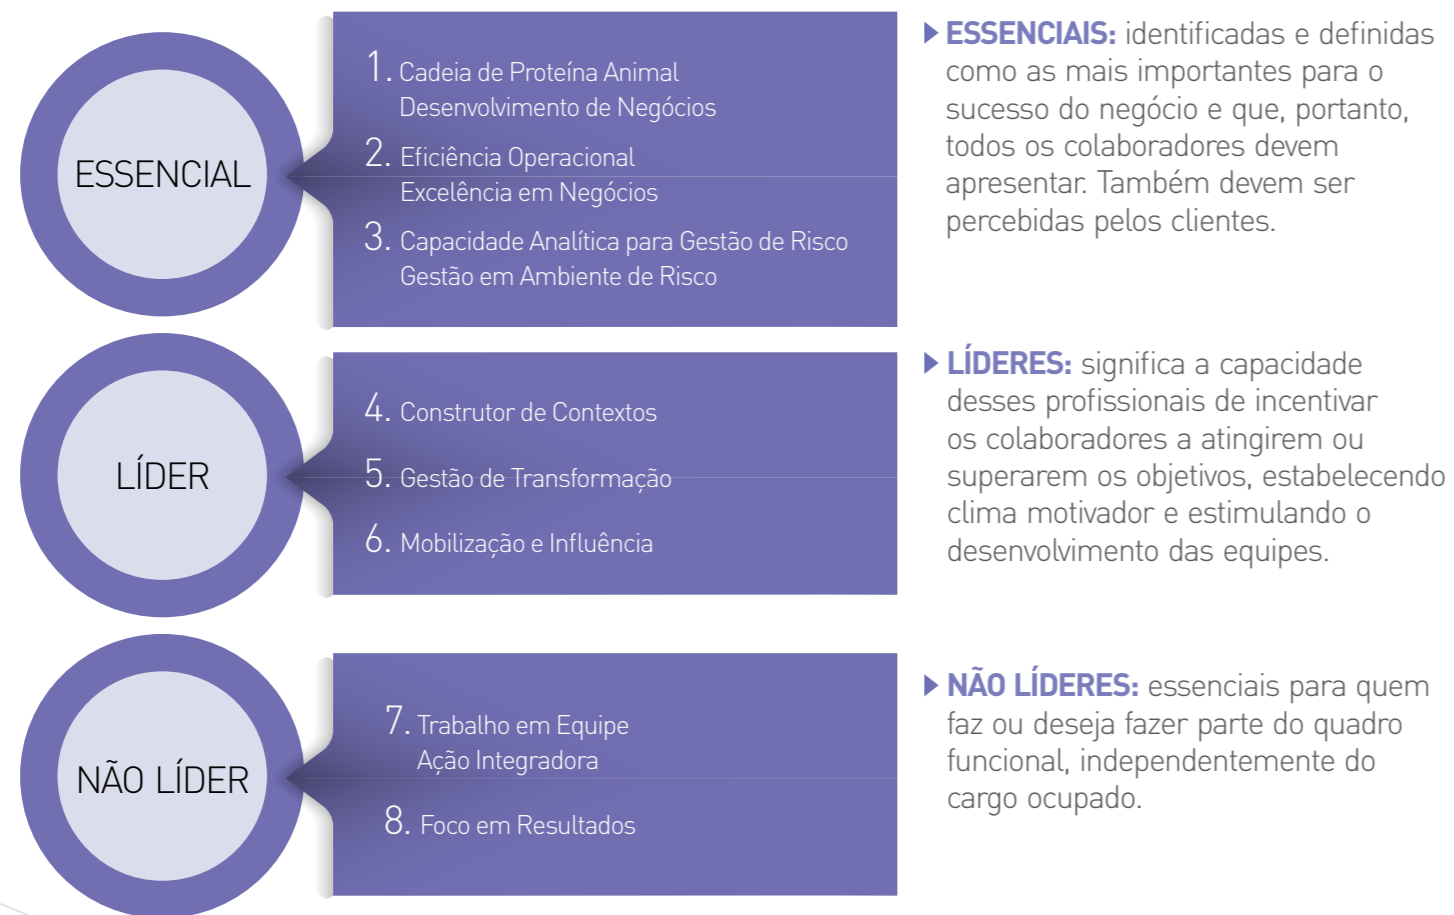 ESSENCIAL
1. Cadeia de Proteína Animal
Desenvolvimento de Negócios
2. Eficiência Operacional
Excelência em Negócios
3. Capacidade Analítica para Gestão de Risco
Gestão em Ambiente de Risco
ESSENCIAIS: identificadas e definidas
como as mais importantes para o
sucesso do negócio e que, portanto,
todos os colaboradores devem
apresentar. Também devem ser
percebidas pelos clientes.
LÍDER
4. Construtor de Contextos
5. Gestão de Transformação
6. Mobilização e Influência
LÍDERES: significa a capacidade
desses profissionais de incentivar
os colaboradores a atingirem ou
superarem os objetivos, estabelecendo
clima motivador e estimulando o
desenvolvimento das equipes.
NÃO LÍDER
7. Trabalho em Equipe
Ação Integradora
8. Foco em Resultados
NÃO LÍDERES: essenciais para quem
faz ou deseja fazer parte do quadro
funcional, independentemente do
cargo ocupado.